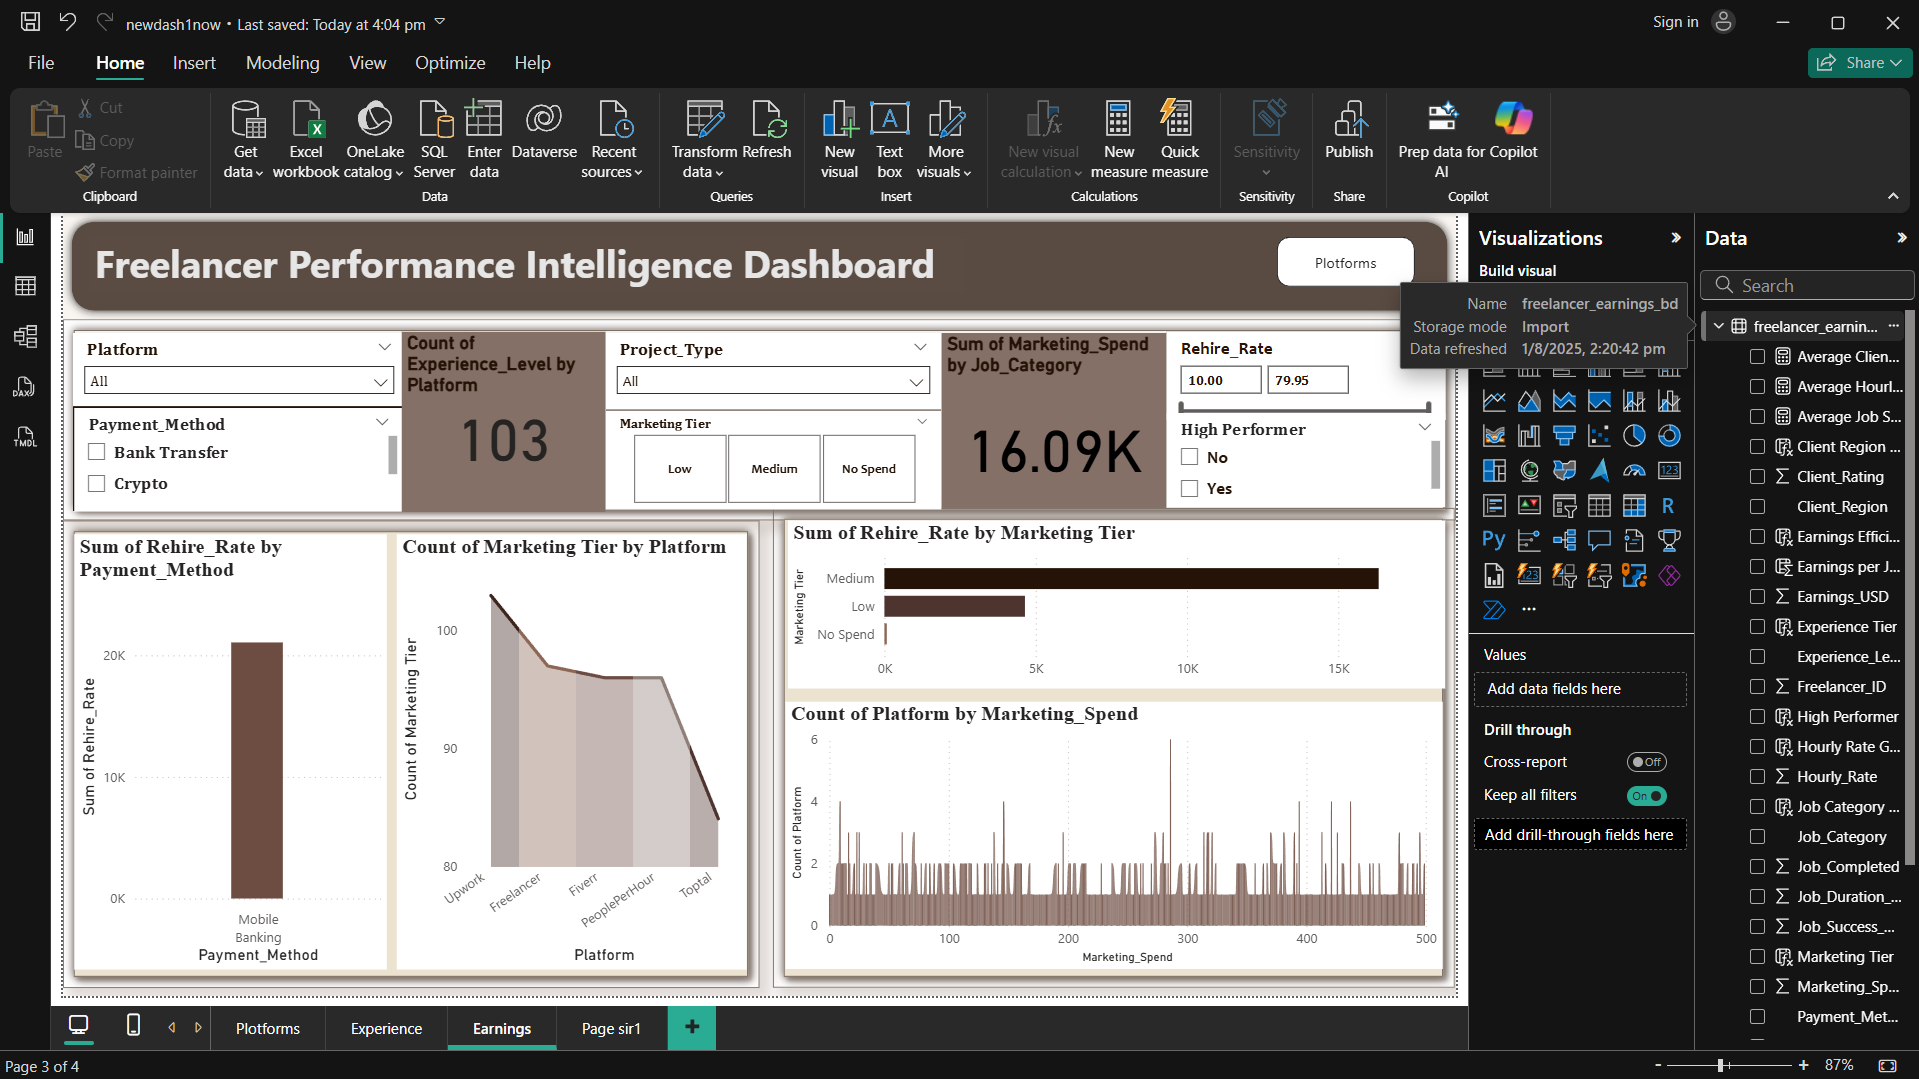 newdash1now • Last saved: Today at 4:04 pm
Sign in
File Home Insert Modeling View Optimize Help
Share
Paste
Cut
Copy
Format painter
Clipboard
Get data
Excel workbook
OneLake catalog
SQL Server
Enter data
Dataverse
Recent sources
Data
Transform data
Refresh
Queries
New visual
Text box
More visuals
Insert
New visual calculation
New measure
Quick measure
Calculations
Sensitivity
Sensitivity
Publish
Share
Prep data for AI
Copilot
Copilot
DAX
TMDL
Freelancer Performance Intelligence Dashboard
Plotforms
Platform
All
Payment_Method
Bank Transfer
Crypto
Count of
Experience_Level by
Platform
103
Project_Type
All
Marketing Tier
Low
Medium
No Spend
Sum of Marketing_Spend
by Job_Category
16.09K
Rehire_Rate
10.00
79.95
High Performer
No
Yes
Sum of Rehire_Rate by
Payment_Method
Sum of Rehire_Rate
20K
10K
0K
Mobile
Banking
Payment_Method
Count of Marketing Tier by Platform
Count of Marketing Tier
100
90
80
Upwork
Freelancer
Fiverr
PeoplePerHour
Toptal
Platform
Sum of Rehire_Rate by Marketing Tier
Marketing Tier
Medium
Low
No Spend
0K 5K 10K 15K
Count of Platform by Marketing_Spend
Count of Platform
6
4
2
0
0 100 200 300 400 500
Marketing_Spend
Visualizations
Build visual
Name freelancer_earnings_bd
Storage mode Import
Data refreshed 1/8/2025, 2:20:42 pm
123
R
Py
123
Values
Add data fields here
Drill through
Cross-report
Off
Keep all filters
On
Add drill-through fields here
Data
Search
freelancer_earnin...
Average Clien...
Average Hourl...
Average Job S...
Client Region ...
Client_Rating
Client_Region
Earnings Effici...
Earnings per J...
Earnings_USD
Experience Tier
Experience_Le...
Freelancer_ID
High Performer
Hourly Rate G...
Hourly_Rate
Job Category ...
Job_Category
Job_Completed
Job_Duration_...
Job_Success_...
Marketing Tier
Marketing_Sp...
Payment_Met...
Plotforms
Experience
Earnings
Page sir1
Page 3 of 4
- + 87%